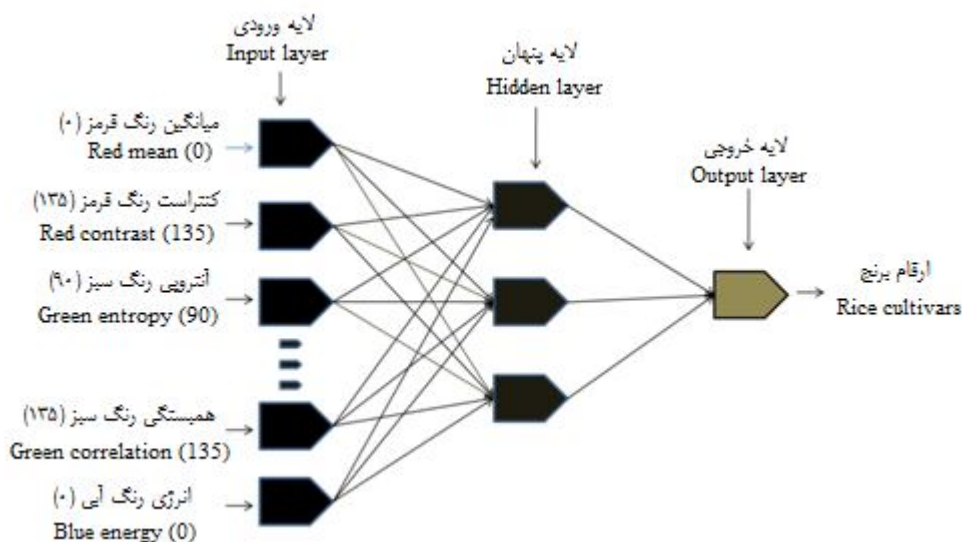 لایه ورودی
Input layer
لایه پنهان
Hidden layer
لایه خروجی
Output layer
میانگین رنگ قرمز (۰)
Red mean (0)
کنتراست رنگ قرمز (۱۳۵)
Red contrast (135)
آنتروپی رنگ سبز (۹۰)
Green entropy (90)
همبستگی رنگ سبز (۱۳۵)
Green correlation (135)
انرژی رنگ آبی (۰)
Blue energy (0)
ارقام برنج
Rice cultivars